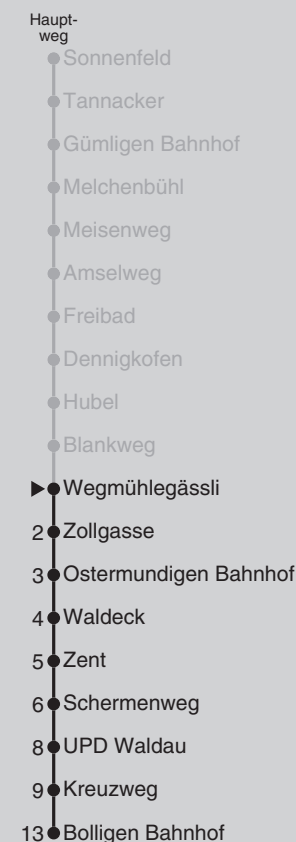 Haupt-
weg
Sonnenfeld
Tannacker
Gümligen Bahnhof
Melchenbühl
Meisenweg
Amselweg
Freibad
Dennigkofen
Hubel
Blankweg
Wegmühlegässli
2 Zollgasse
3 Ostermundigen Bahnhof
4 Waldeck
5 Zent
6 Schermenweg
8 UPD Waldau
9 Kreuzweg
13 Bolligen Bahnhof